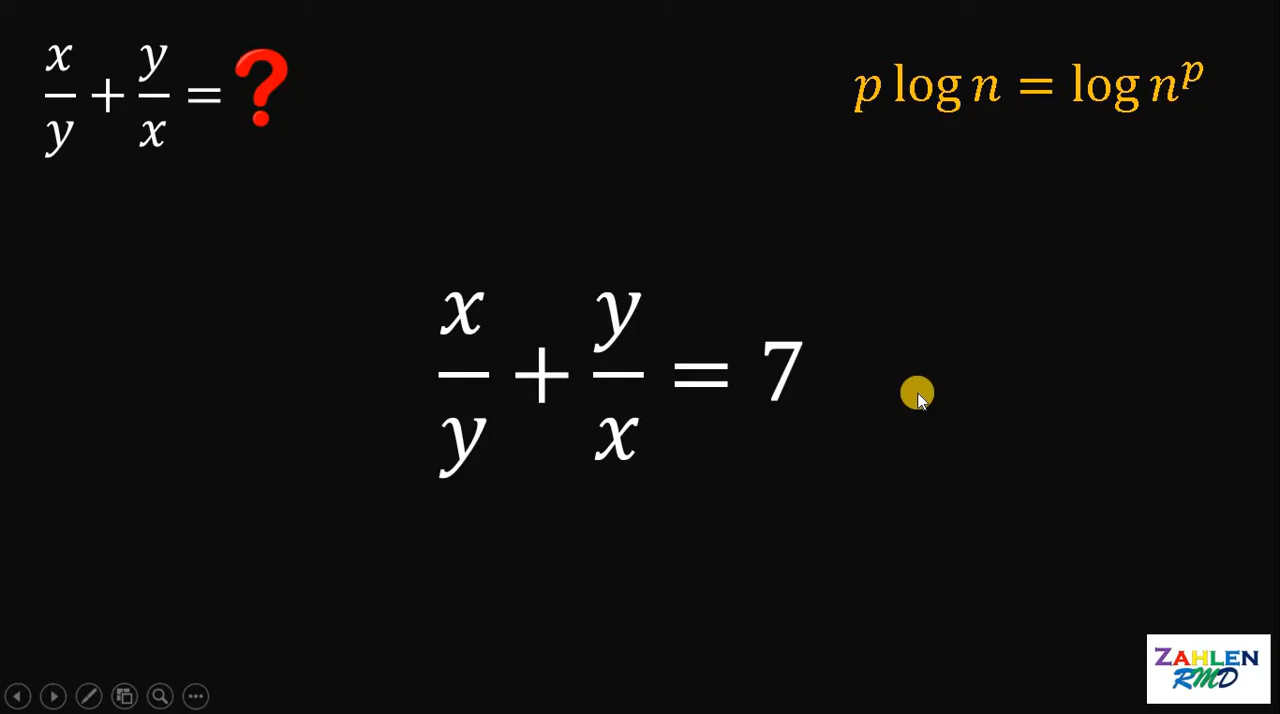 x/y + y/x = ❓
p log n = log n^p
x/y + y/x = 7
ZAHLEN
RMD